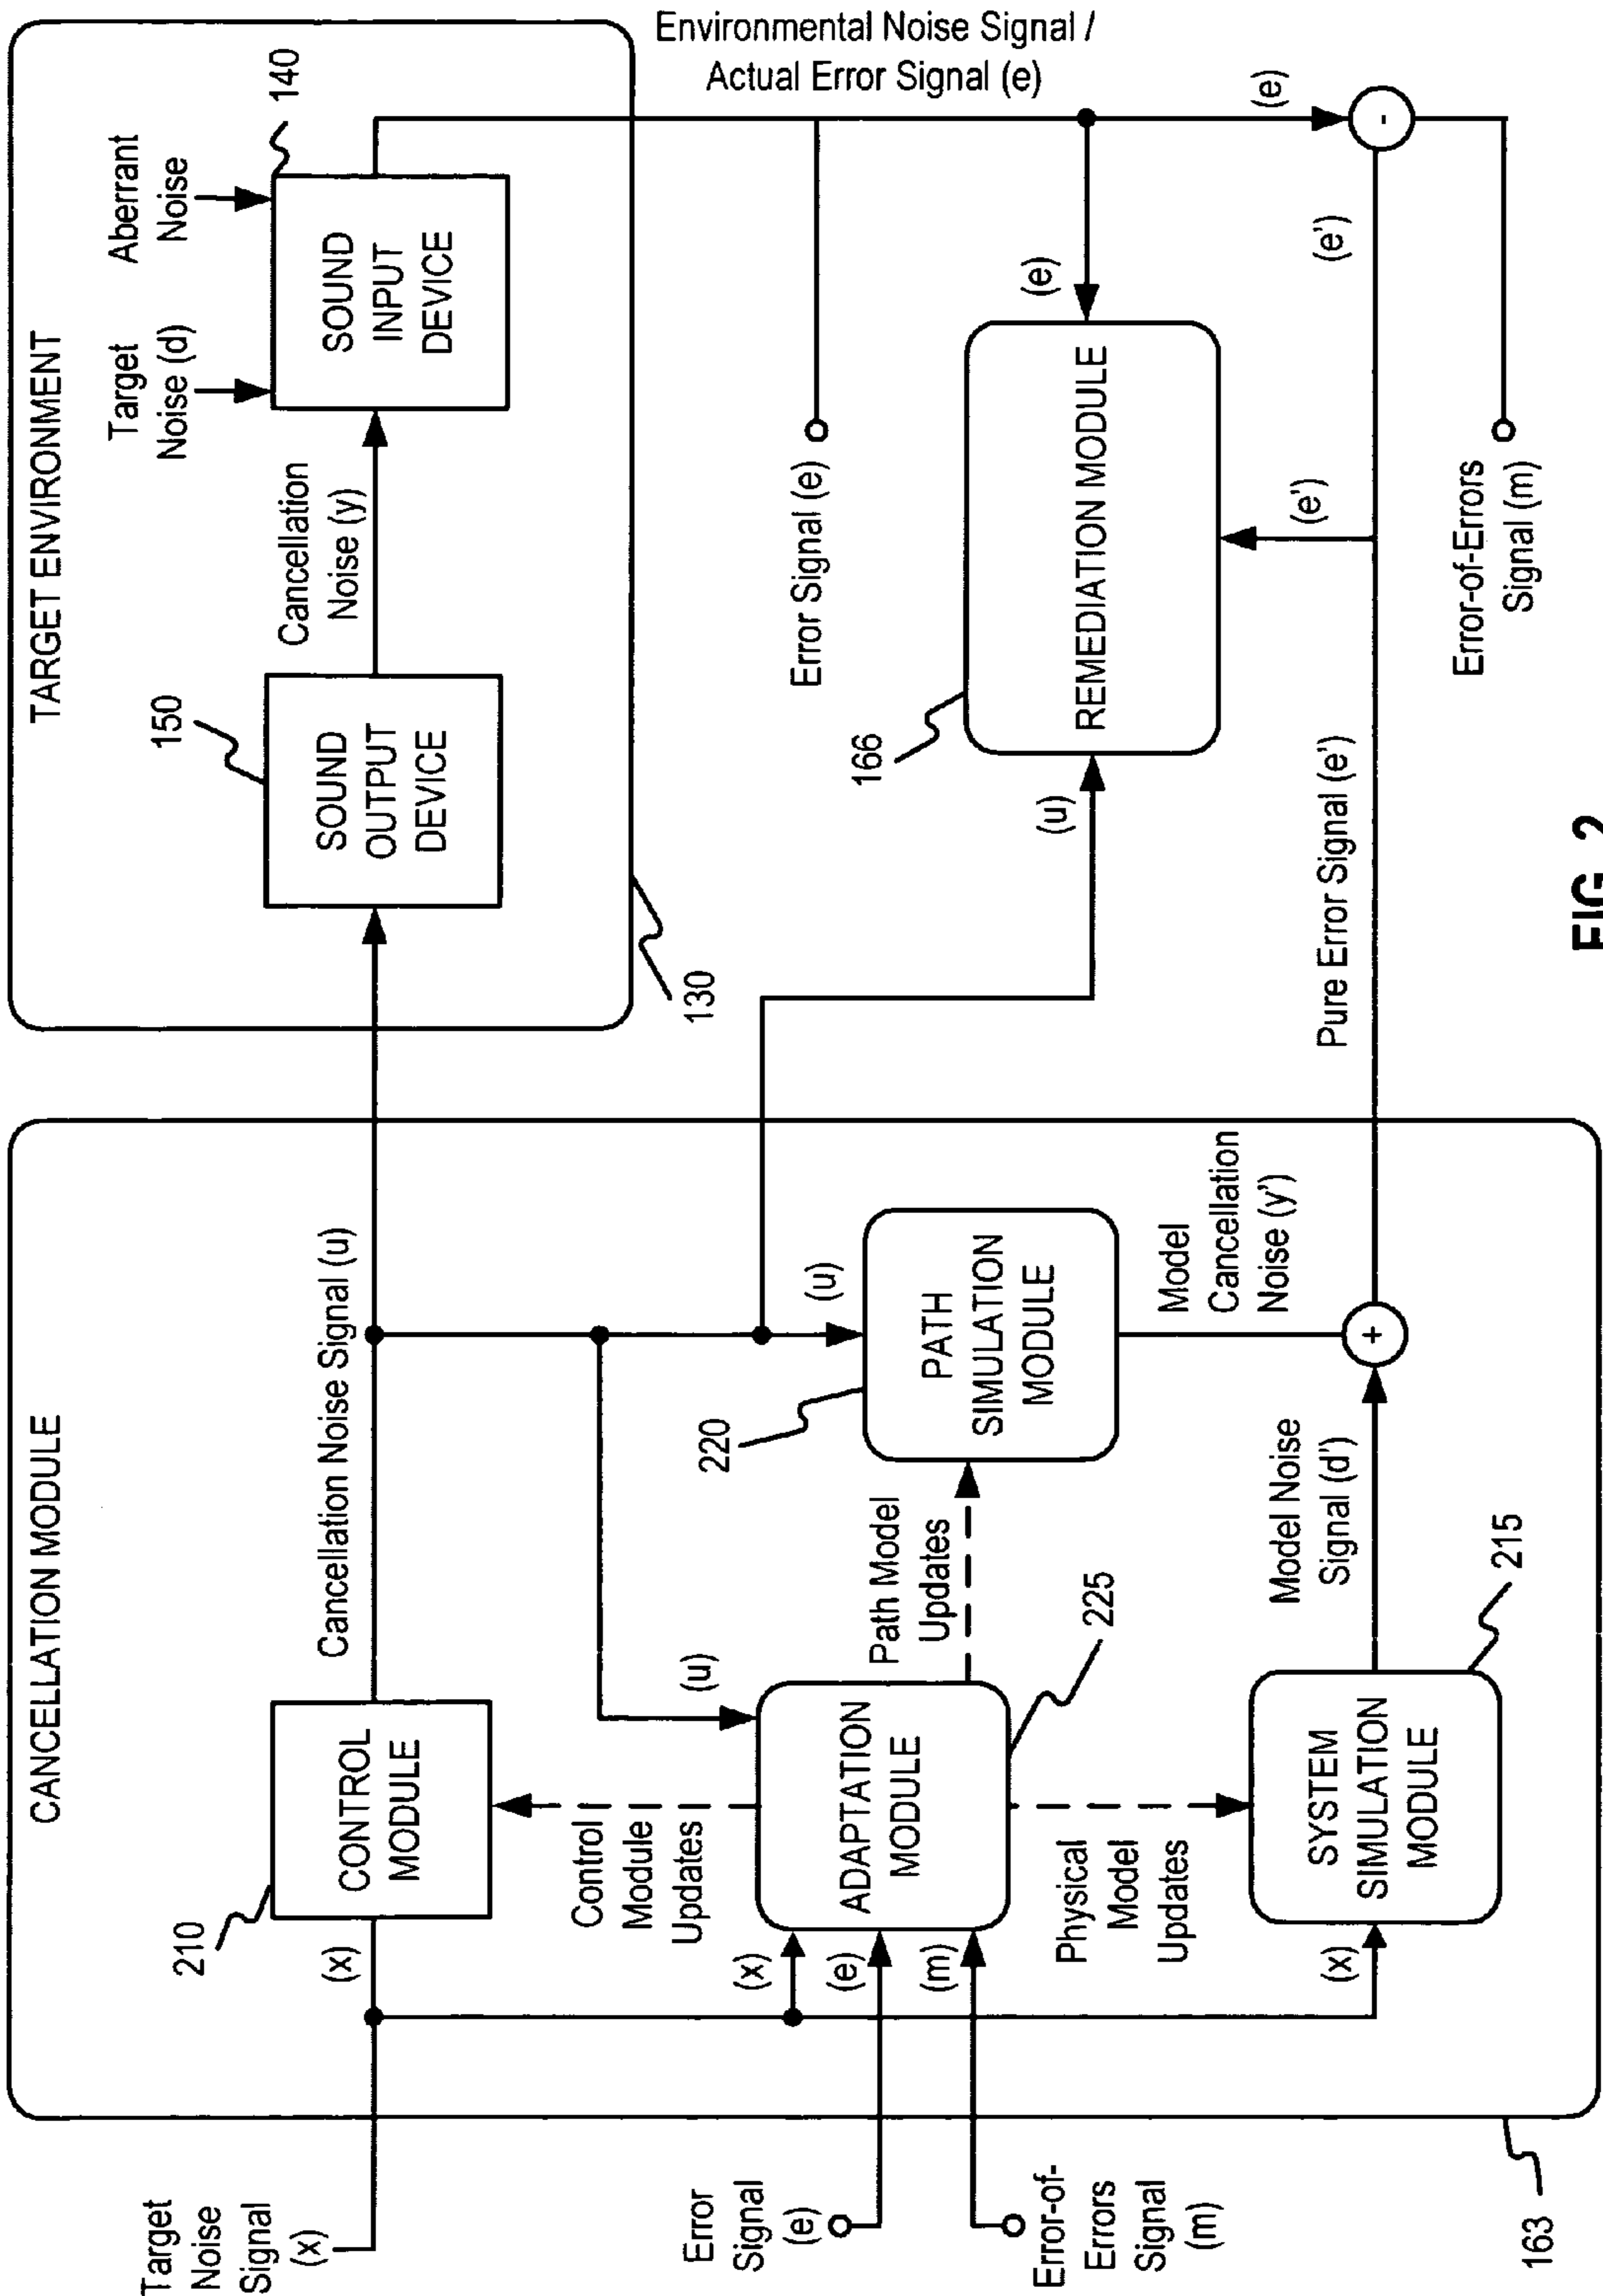 CANCELLATION MODULE
Target
Noise
Signal
(x)
(x)
210
CONTROL
MODULE
Cancellation Noise Signal (u)
Control
Module
Updates
(u)
(x)
(e)
(m)
Error
Signal
(e)
Error-of-
Errors
Signal
(m)
ADAPTATION
MODULE
225
Path Model
Updates
220
(u)
PATH
SIMULATION
MODULE
Model
Cancellation
Noise (y')
Physical
Model
Updates
(x)
SYSTEM
SIMULATION
MODULE
215
Model Noise
Signal (d')
+
163
TARGET ENVIRONMENT
150
SOUND
OUTPUT
DEVICE
Cancellation
Noise (y)
Target
Noise (d)
Aberrant
Noise
140
SOUND
INPUT
DEVICE
130
Environmental Noise Signal /
Actual Error Signal (e)
Error Signal (e)
(u)
166
REMEDIATION MODULE
(e)
(e')
(e)
Pure Error Signal (e')
(e')
-
Error-of-Errors
Signal (m)
FIG. 2